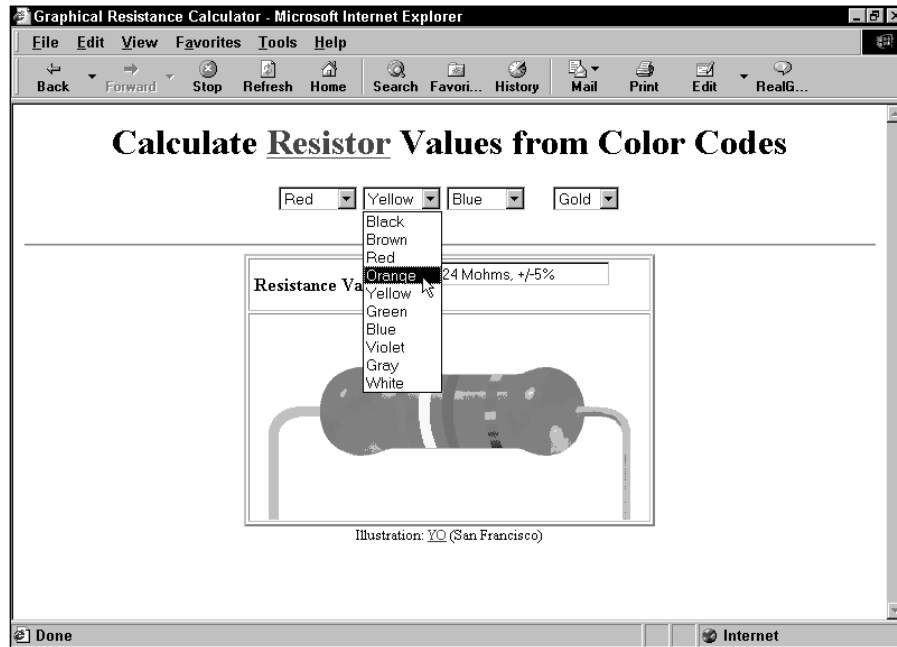 Graphical Resistance Calculator - Microsoft Internet Explorer
File Edit View Favorites Tools Help
Back Forward Stop Refresh Home Search Favori... History Mail Print Edit RealG...
Calculate Resistor Values from Color Codes
Red Yellow Blue Gold
Black
Brown
Red
Orange
Yellow
Green
Blue
Violet
Gray
White
Resistance Va 24 Mohms, +/-5%
Illustration: YO (San Francisco)
Done Internet